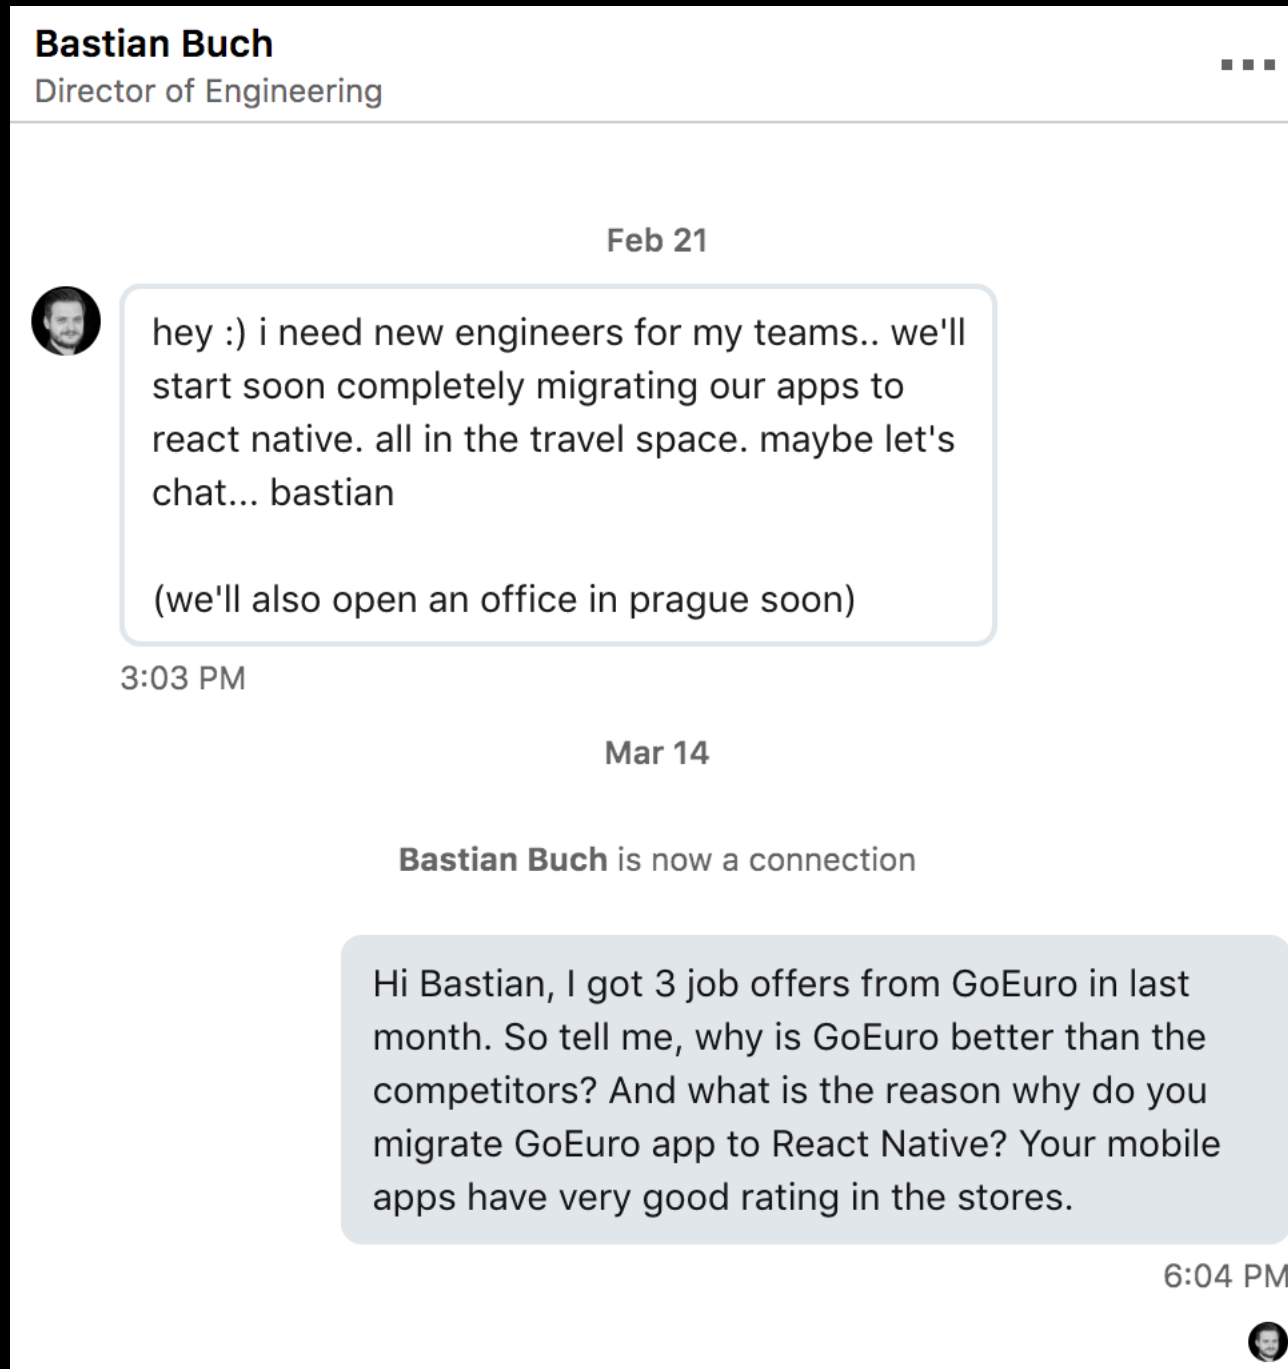 Bastian Buch
Director of Engineering
Feb 21
hey :) i need new engineers for my teams.. we'll
start soon completely migrating our apps to
react native. all in the travel space. maybe let's
chat... bastian
(we'll also open an office in prague soon)
3:03 PM
Mar 14
Bastian Buch is now a connection
Hi Bastian, I got 3 job offers from GoEuro in last
month. So tell me, why is GoEuro better than the
competitors? And what is the reason why do you
migrate GoEuro app to React Native? Your mobile
apps have very good rating in the stores.
6:04 PM